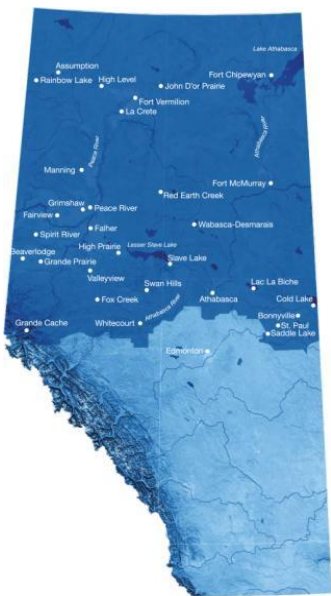 Lake Athabasca
Assumption
Fort Chipewyan
Rainbow Lake
High Level
John D'or Prairie
Fort Vermilion
La Crete
Peace River
Athabasca River
Manning
Fort McMurray
Red Earth Creek
Grimshaw
Peace River
Fairview
Wabasca-Desmarais
Spirit River
Falher
High Prairie
Lesser Slave Lake
Beaverlodge
Grande Prairie
Slave Lake
Valleyview
Swan Hills
Lac La Biche
Athabasca
Cold Lake
Fox Creek
Athabasca River
Bonnyville
Grande Cache
Whitecourt
St. Paul
Saddle Lake
Edmonton